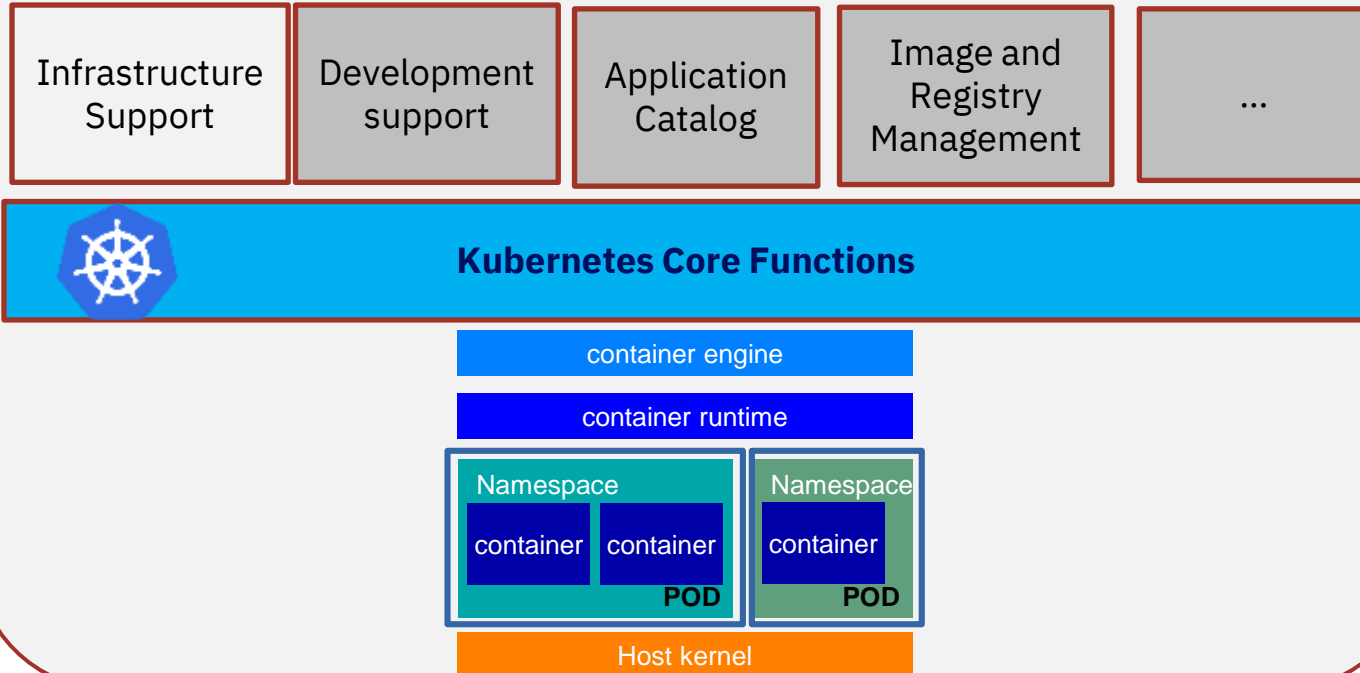 Infrastructure
Support
Development
support
Application
Catalog
Image and
Registry
Management
...
Kubernetes Core Functions
container engine
container runtime
Namespace
container container
POD
Namespace
container
POD
Host kernel